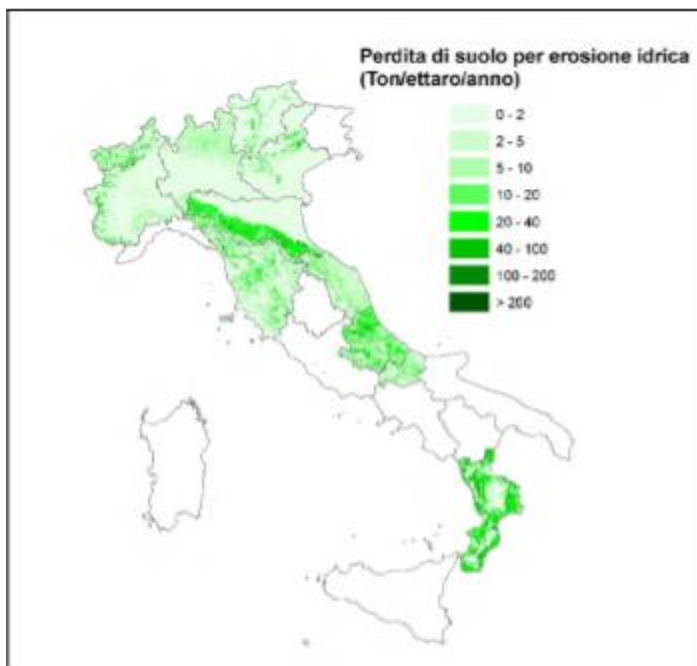 Perdita di suolo per erosione idrica
(Ton/ettaro/anno)
0 - 2
2 - 5
5 - 10
10 - 20
20 - 40
40 - 100
100 - 200
> 200